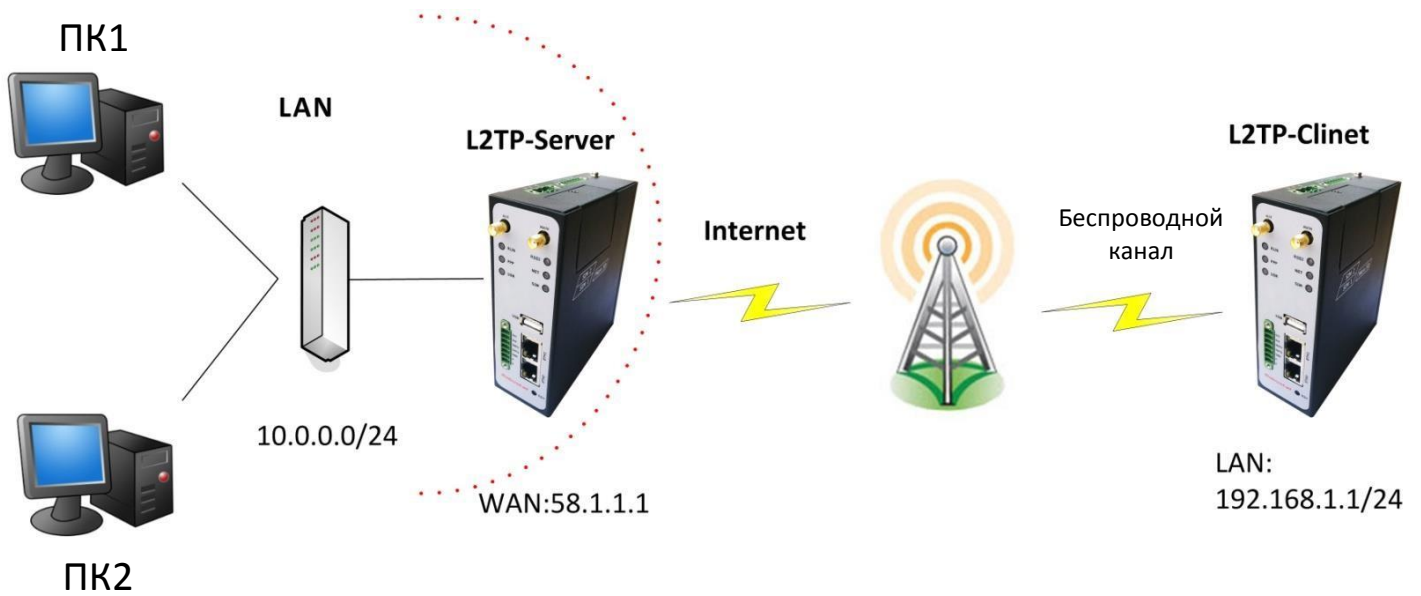 ПК1
LAN
L2TP-Server
L2TP-Clinet
Internet
Беспроводной
канал
10.0.0.0/24
WAN:58.1.1.1
LAN:
192.168.1.1/24
ПК2